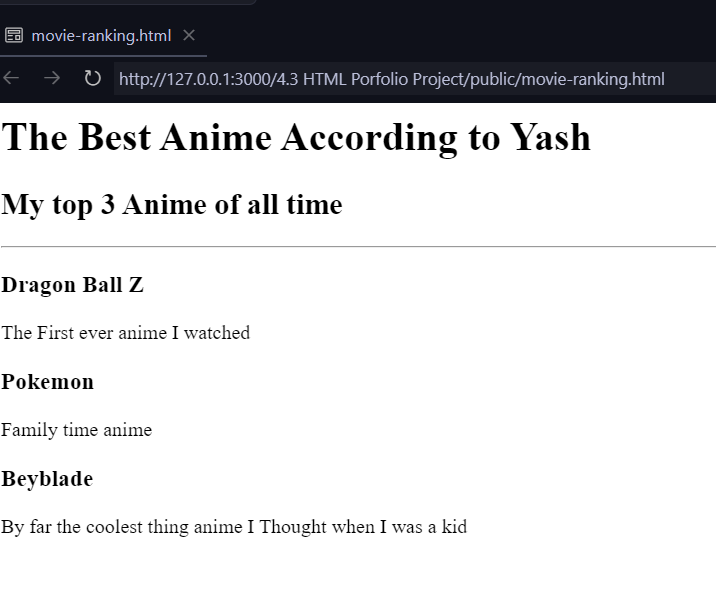 movie-ranking.html
http://127.0.0.1:3000/4.3 HTML Porfolio Project/public/movie-ranking.html
The Best Anime According to Yash
My top 3 Anime of all time
Dragon Ball Z
The First ever anime I watched
Pokemon
Family time anime
Beyblade
By far the coolest thing anime I Thought when I was a kid